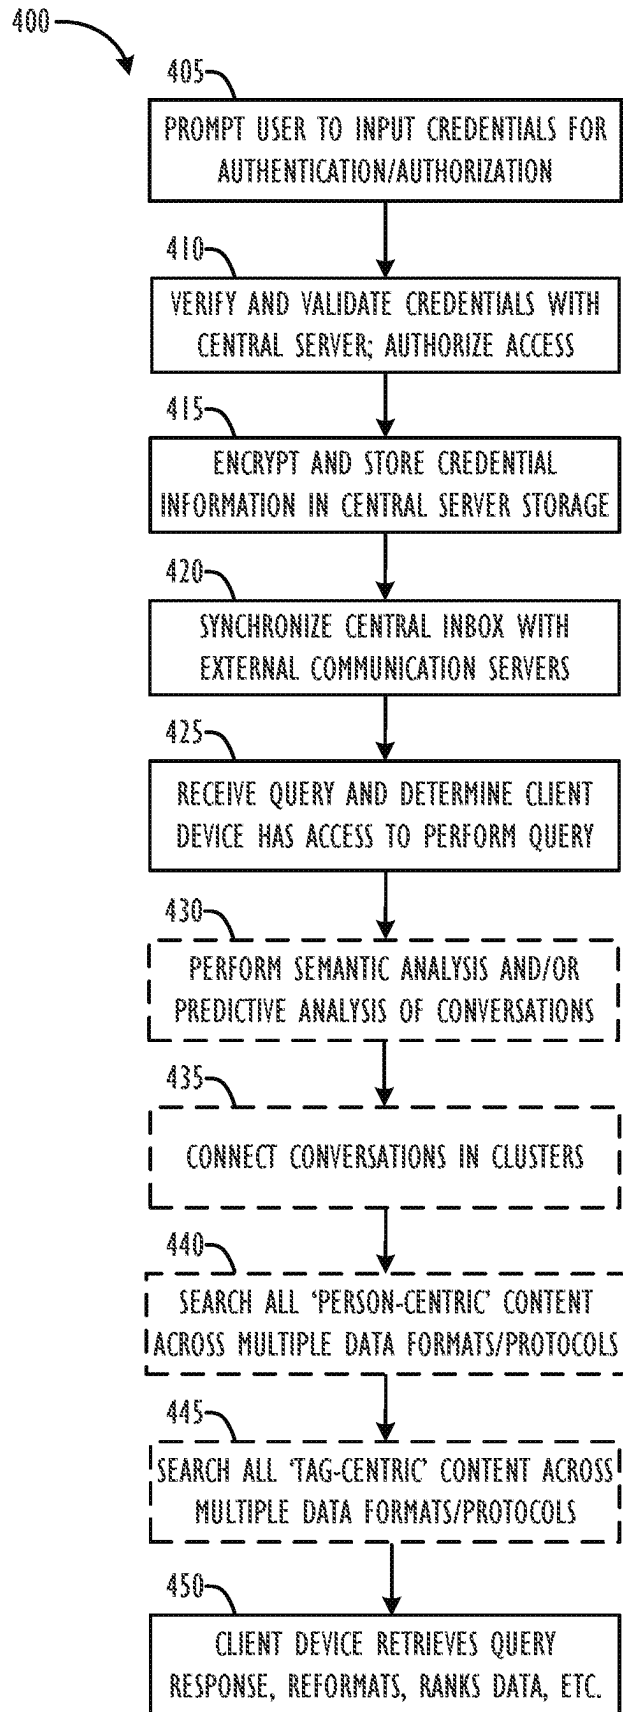 400
405
PROMPT USER TO INPUT CREDENTIALS FOR
AUTHENTICATION/AUTHORIZATION
410
VERIFY AND VALIDATE CREDENTIALS WITH
CENTRAL SERVER; AUTHORIZE ACCESS
415
ENCRYPT AND STORE CREDENTIAL
INFORMATION IN CENTRAL SERVER STORAGE
420
SYNCHRONIZE CENTRAL INBOX WITH
EXTERNAL COMMUNICATION SERVERS
425
RECEIVE QUERY AND DETERMINE CLIENT
DEVICE HAS ACCESS TO PERFORM QUERY
430
PERFORM SEMANTIC ANALYSIS AND/OR
PREDICTIVE ANALYSIS OF CONVERSATIONS
435
CONNECT CONVERSATIONS IN CLUSTERS
440
SEARCH ALL ‘PERSON-CENTRIC’ CONTENT
ACROSS MULTIPLE DATA FORMATS/PROTOCOLS
445
SEARCH ALL ‘TAG-CENTRIC’ CONTENT ACROSS
MULTIPLE DATA FORMATS/PROTOCOLS
450
CLIENT DEVICE RETRIEVES QUERY
RESPONSE, REFORMATS, RANKS DATA, ETC.